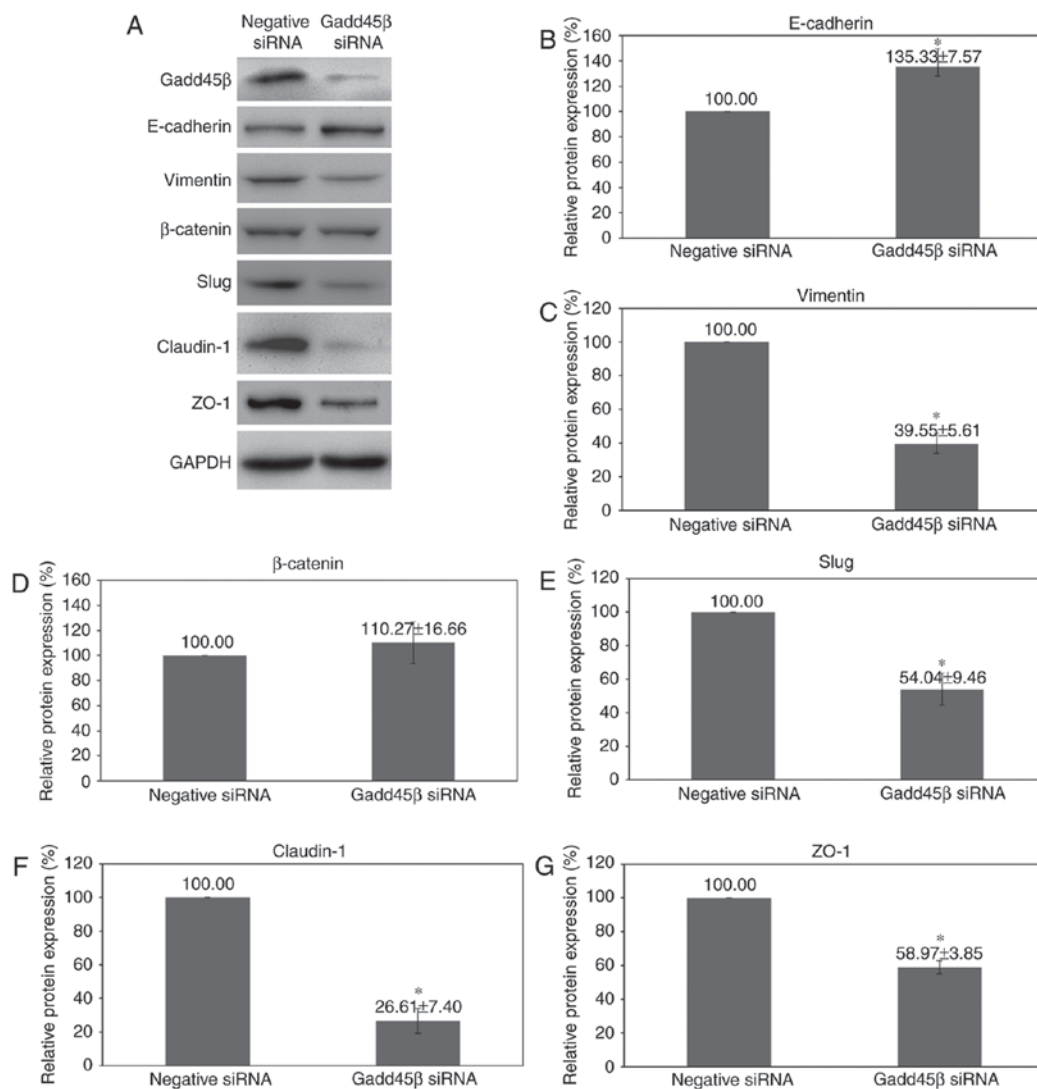 A
Negative siRNA
Gadd45β siRNA
Gadd45β
E-cadherin
Vimentin
β-catenin
Slug
Claudin-1
ZO-1
GAPDH
B
E-cadherin
Relative protein expression (%)
160
140
120
100
80
60
40
20
0
100.00
*
135.33±7.57
Negative siRNA
Gadd45β siRNA
C
Vimentin
Relative protein expression (%)
120
100
80
60
40
20
0
100.00
*
39.55±5.61
Negative siRNA
Gadd45β siRNA
D
β-catenin
Relative protein expression (%)
160
140
120
100
80
60
40
20
0
100.00
110.27±16.66
Negative siRNA
Gadd45β siRNA
E
Slug
Relative protein expression (%)
120
100
80
60
40
20
0
100.00
*
54.04±9.46
Negative siRNA
Gadd45β siRNA
F
Claudin-1
Relative protein expression (%)
120
100
80
60
40
20
0
100.00
*
26.61±7.40
Negative siRNA
Gadd45β siRNA
G
ZO-1
Relative protein expression (%)
120
100
80
60
40
20
0
100.00
*
58.97±3.85
Negative siRNA
Gadd45β siRNA